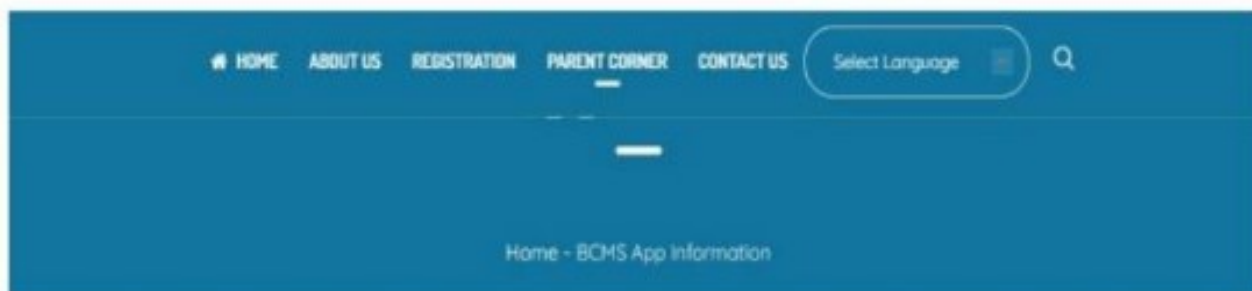 HOME ABOUT US REGISTRATION PARENT CORNER CONTACT US Select Language
Home - BCMS App Information